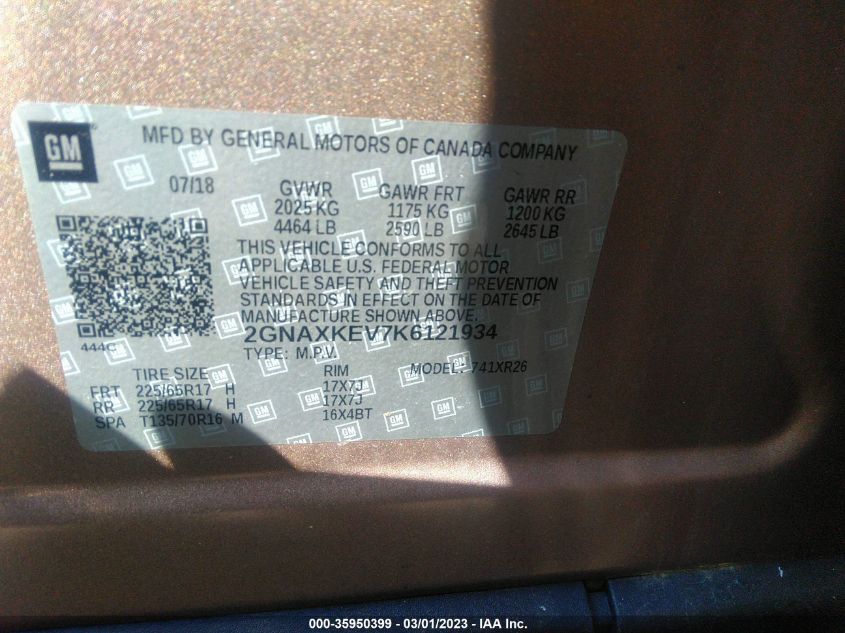 GM
MFD BY GENERAL MOTORS OF CANADA COMPANY
07/18 GVWR GAWR FRT GAWR RR
2025 KG 1175 KG 1200 KG
4464 LB 2590 LB 2645 LB
THIS VEHICLE CONFORMS TO ALL
APPLICABLE U.S. FEDERAL MOTOR
VEHICLE SAFETY AND THEFT PREVENTION
STANDARDS IN EFFECT ON THE DATE OF
MANUFACTURE SHOWN ABOVE.
2GNAXKEV7K6121934
444C
TYPE: M.P.V. MODEL: 741XR26
TIRE SIZE RIM
FRT 225/65R17 H 17X7J
RR 225/65R17 H 17X7J
SPA T135/70R16 M 16X4BT
000-35950399 — 03/01/2023 — © IAA Inc.